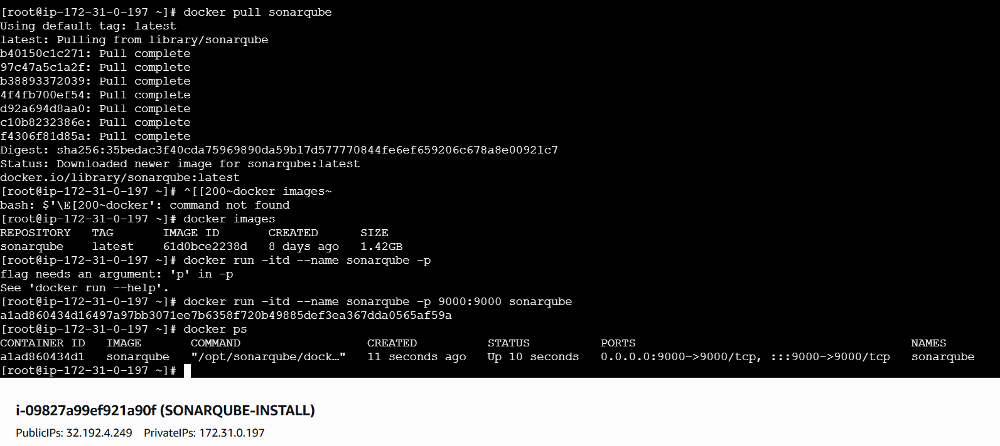 [root@ip-172-31-0-197 ~]# docker pull sonarqube
Using default tag: latest
latest: Pulling from library/sonarqube
b40150c1c271: Pull complete
97c47a5c1a2f: Pull complete
b38893372039: Pull complete
4f4fb700ef54: Pull complete
d92a694d8aa0: Pull complete
c10b8232386e: Pull complete
f4306f81d85a: Pull complete
Digest: sha256:35bedac3f40cda75969890da59b17d577770844fe6ef659206c678a8e00921c7
Status: Downloaded newer image for sonarqube:latest
docker.io/library/sonarqube:latest
[root@ip-172-31-0-197 ~]# ^[[200~docker images~
bash: $'\E[200~docker': command not found
[root@ip-172-31-0-197 ~]# docker images
REPOSITORY   TAG       IMAGE ID       CREATED      SIZE
sonarqube    latest    61d0bce2238d   8 days ago   1.42GB
[root@ip-172-31-0-197 ~]# docker run -itd --name sonarqube -p
flag needs an argument: 'p' in -p
See 'docker run --help'.
[root@ip-172-31-0-197 ~]# docker run -itd --name sonarqube -p 9000:9000 sonarqube
a1ad860434d16497a97bb3071ee7b6358f720b49885def3ea367dda0565af59a
[root@ip-172-31-0-197 ~]# docker ps
CONTAINER ID   IMAGE       COMMAND                  CREATED          STATUS          PORTS                                       NAMES
a1ad860434d1   sonarqube   "/opt/sonarqube/dock…"   11 seconds ago   Up 10 seconds   0.0.0.0:9000->9000/tcp, :::9000->9000/tcp   sonarqube
[root@ip-172-31-0-197 ~]#
i-09827a99ef921a90f (SONARQUBE-INSTALL)
PublicIPs: 32.192.4.249   PrivateIPs: 172.31.0.197